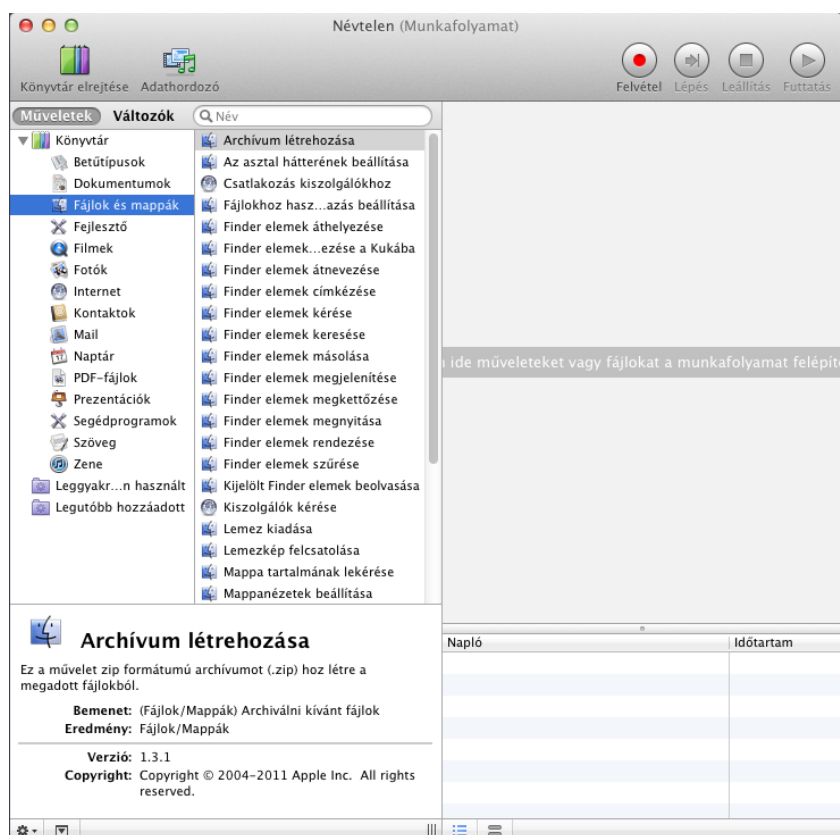 Névtelen (Munkafolyamat)
Könyvtár elrejtése
Adathordozó
Felvétel
Lépés
Leállítás
Futtatás
Műveletek
Változók
Név
Könyvtár
Betűtípusok
Dokumentumok
Fájlok és mappák
Fejlesztő
Filmek
Fotók
Internet
Kontaktok
Mail
Naptár
PDF-fájlok
Prezentációk
Segédprogramok
Szöveg
Zene
Leggyakr...n használt
Legutóbb hozzáadott
Archívum létrehozása
Az asztal hátterének beállítása
Csatlakozás kiszolgálókhoz
Fájlokhoz hasz...azás beállítása
Finder elemek áthelyezése
Finder elemek...ezése a Kukába
Finder elemek átnevezése
Finder elemek címkézése
Finder elemek kérése
Finder elemek keresése
Finder elemek másolása
Finder elemek megjelenítése
Finder elemek megkettőzése
Finder elemek megnyitása
Finder elemek rendezése
Finder elemek szűrése
Kijelölt Finder elemek beolvasása
Kiszolgálók kérése
Lemez kiadása
Lemezkép felcsatolása
Mappa tartalmának lekérése
Mappanézetek beállítása
ide műveleteket vagy fájlokat a munkafolyamat felépít
Archívum létrehozása
Ez a művelet zip formátumú archívumot (.zip) hoz létre a
megadott fájlokból.
Bemenet: (Fájlok/Mappák) Archiválni kívánt fájlok
Eredmény: Fájlok/Mappák
Verzió: 1.3.1
Copyright: Copyright © 2004-2011 Apple Inc. All rights
reserved.
Napló
Időtartam